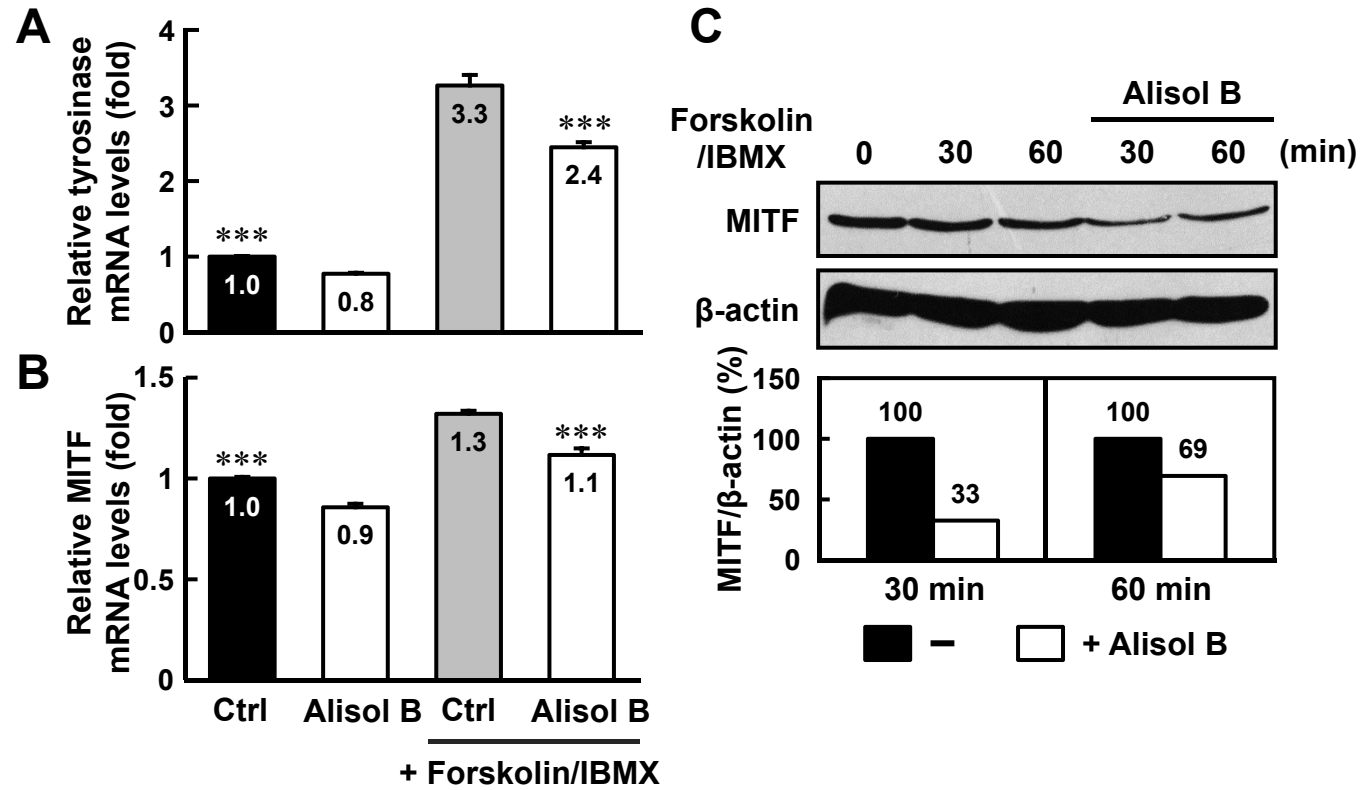 A
Relative tyrosinase
mRNA levels (fold)
4
3
2
1
0
***
1.0
0.8
3.3
***
2.4
B
Relative MITF
mRNA levels (fold)
1.5
1
0.5
0
***
1.0
0.9
1.3
***
1.1
Ctrl Alisol B Ctrl Alisol B
+ Forskolin/IBMX
C
Alisol B
Forskolin
/IBMX 0 30 60 30 60 (min)
MITF
β-actin
MITF/β-actin (%)
150
100
50
0
100
33
100
69
30 min 60 min
– + Alisol B